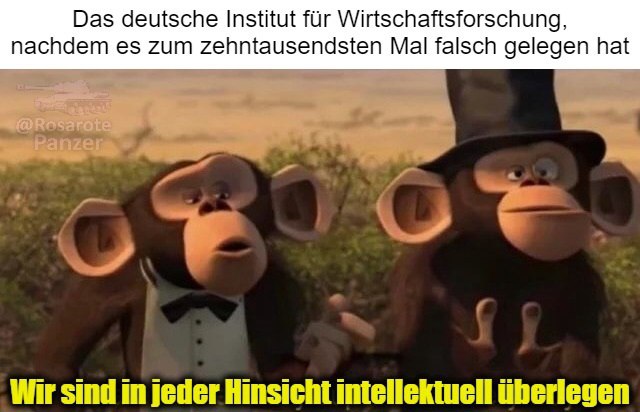 Das deutsche Institut für Wirtschaftsforschung,
nachdem es zum zehntausendsten Mal falsch gelegen hat
@Rosarote
Panzer
Wir sind in jeder Hinsicht intellektuell überlegen